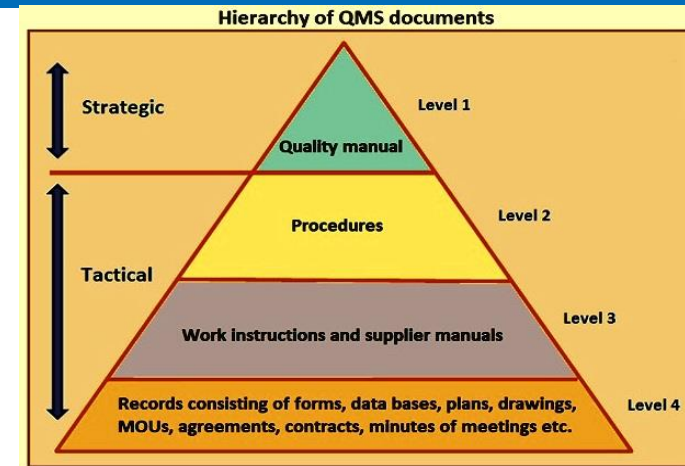 Hierarchy of QMS documents
Strategic
Level 1
Quality manual
Level 2
Procedures
Tactical
Level 3
Work instructions and supplier manuals
Records consisting of forms, data bases, plans, drawings,
MOUs, agreements, contracts, minutes of meetings etc.
Level 4